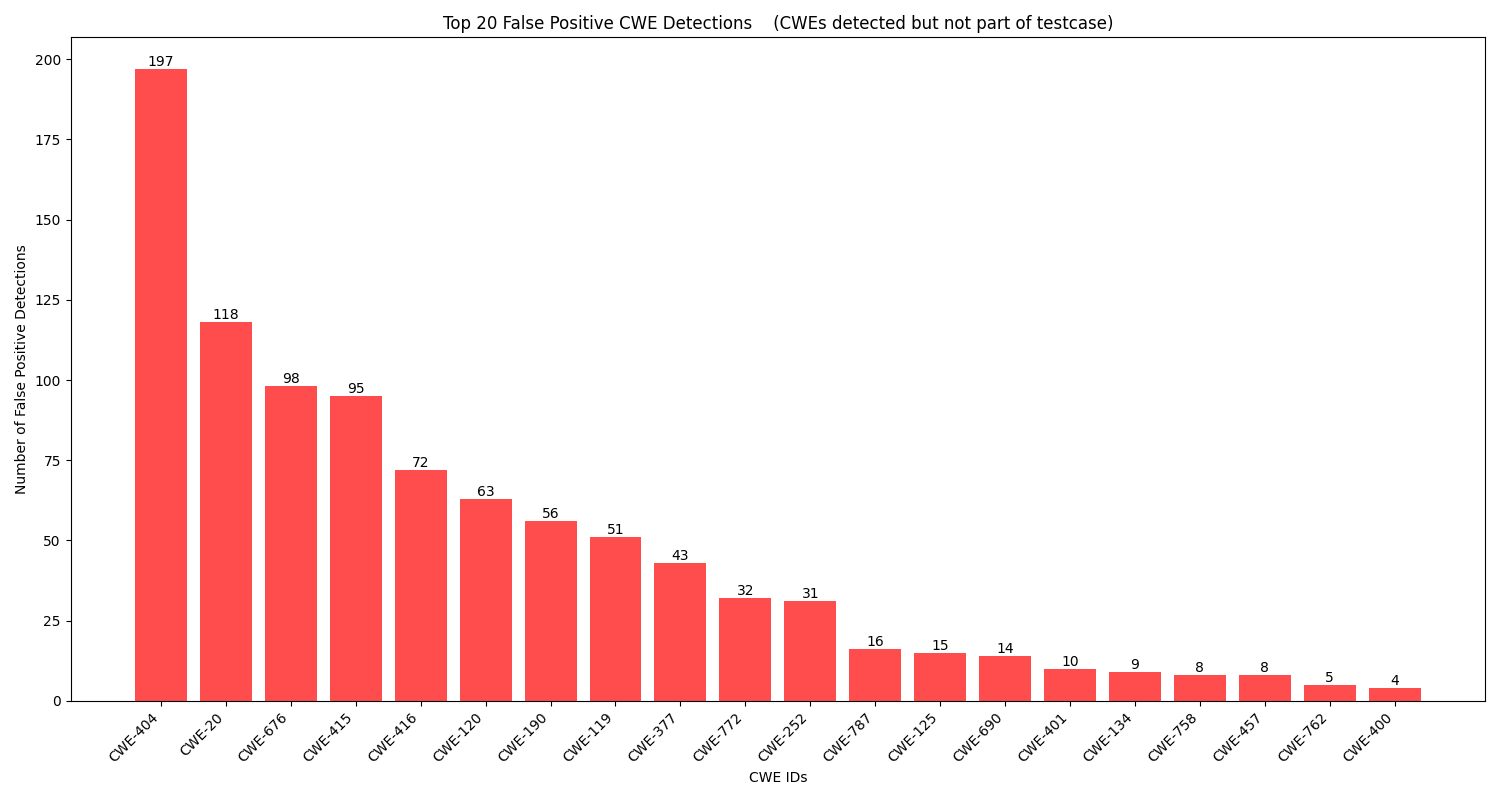 Top 20 False Positive CWE Detections    (CWEs detected but not part of testcase)
Number of False Positive Detections
200
175
150
125
100
75
50
25
0
197
118
98
95
72
63
56
51
43
32
31
16
15
14
10
9
8
8
5
4
CWE-404
CWE-20
CWE-676
CWE-415
CWE-416
CWE-120
CWE-190
CWE-119
CWE-377
CWE-772
CWE-252
CWE-787
CWE-125
CWE-690
CWE-401
CWE-134
CWE-758
CWE-457
CWE-762
CWE-400
CWE IDs